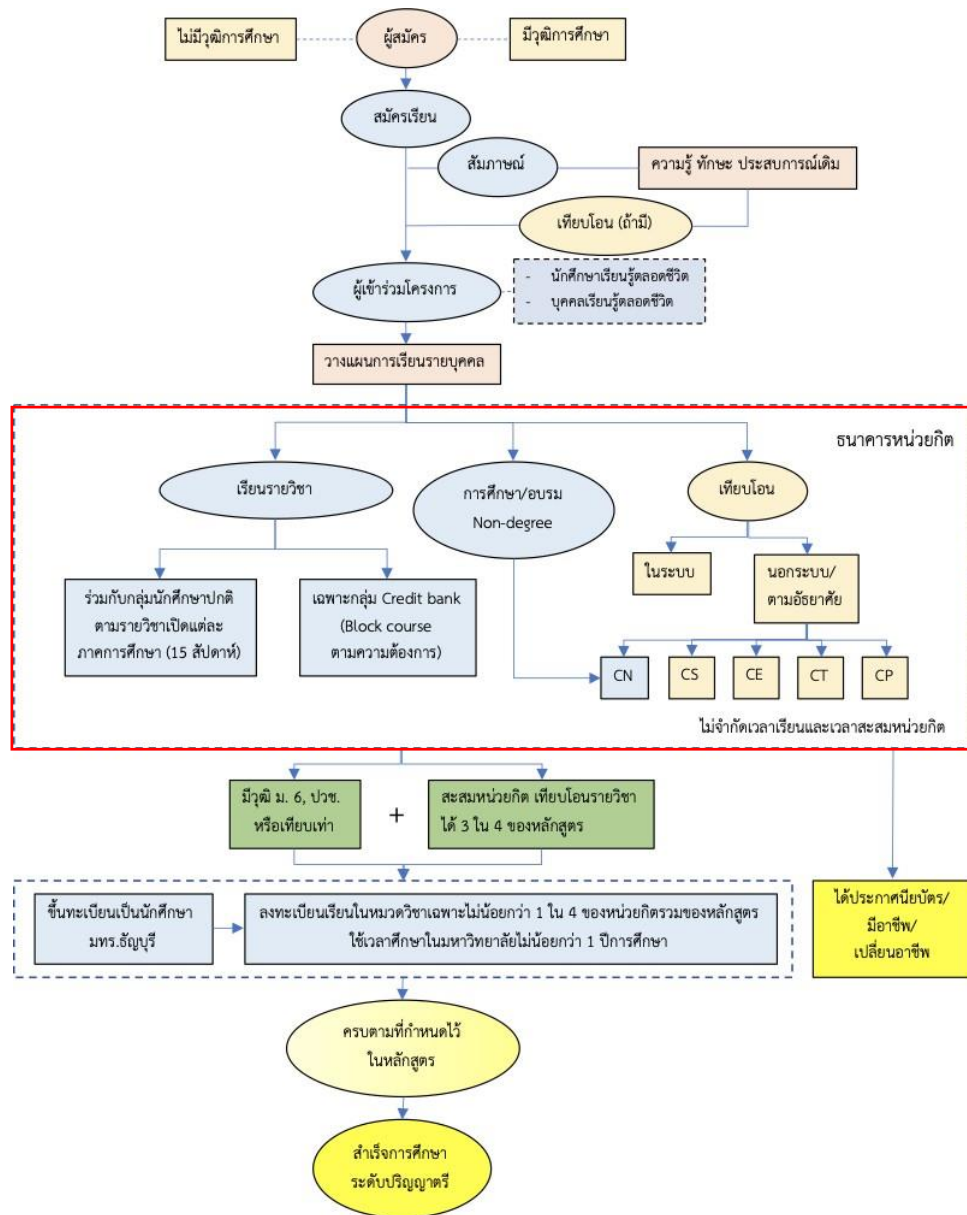 ไม่มีวุฒิการศึกษา
ผู้สมัคร
มีวุฒิการศึกษา
สมัครเรียน
สัมภาษณ์
ความรู้ ทักษะ ประสบการณ์เดิม
เทียบโอน (ถ้ามี)
ผู้เข้าร่วมโครงการ
- นักศึกษาเรียนรู้ตลอดชีวิต
- บุคคลเรียนรู้ตลอดชีวิต
วางแผนการเรียนรายบุคคล
ธนาคารหน่วยกิต
เรียนรายวิชา
การศึกษา/อบรม
Non-degree
เทียบโอน
ร่วมกับกลุ่มนักศึกษาปกติ
ตามรายวิชาเปิดแต่ละ
ภาคการศึกษา (15 สัปดาห์)
เฉพาะกลุ่ม Credit bank
(Block course
ตามความต้องการ)
ในระบบ
นอกระบบ/
ตามอัธยาศัย
CN
CS
CE
CT
CP
ไม่จำกัดเวลาเรียนและเวลาสะสมหน่วยกิต
มีวุฒิ ม. 6, ปวช.
หรือเทียบเท่า
+
สะสมหน่วยกิต เทียบโอนรายวิชา
ได้ 3 ใน 4 ของหลักสูตร
ขึ้นทะเบียนเป็นนักศึกษา
มทร.ธัญบุรี
ลงทะเบียนเรียนในหมวดวิชาเฉพาะไม่น้อยกว่า 1 ใน 4 ของหน่วยกิตรวมของหลักสูตร
ใช้เวลาศึกษาในมหาวิทยาลัยไม่น้อยกว่า 1 ปีการศึกษา
ได้ประกาศนียบัตร/
มีอาชีพ/
เปลี่ยนอาชีพ
ครบตามที่กำหนดไว้
ในหลักสูตร
สำเร็จการศึกษา
ระดับปริญญาตรี